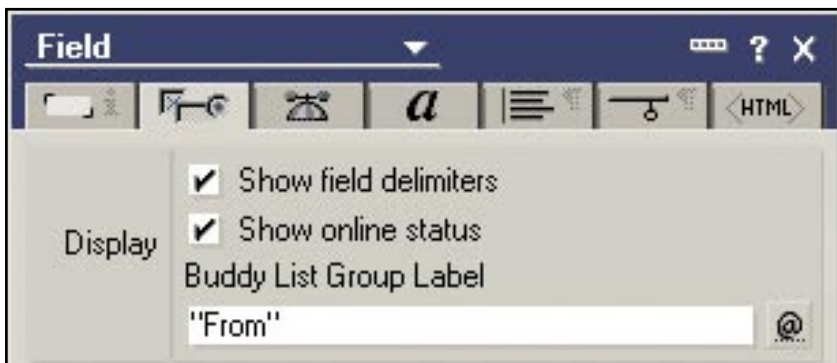 Field
? X
i a <HTML>
Show field delimiters
Show online status
Display
Buddy List Group Label
"From"
@